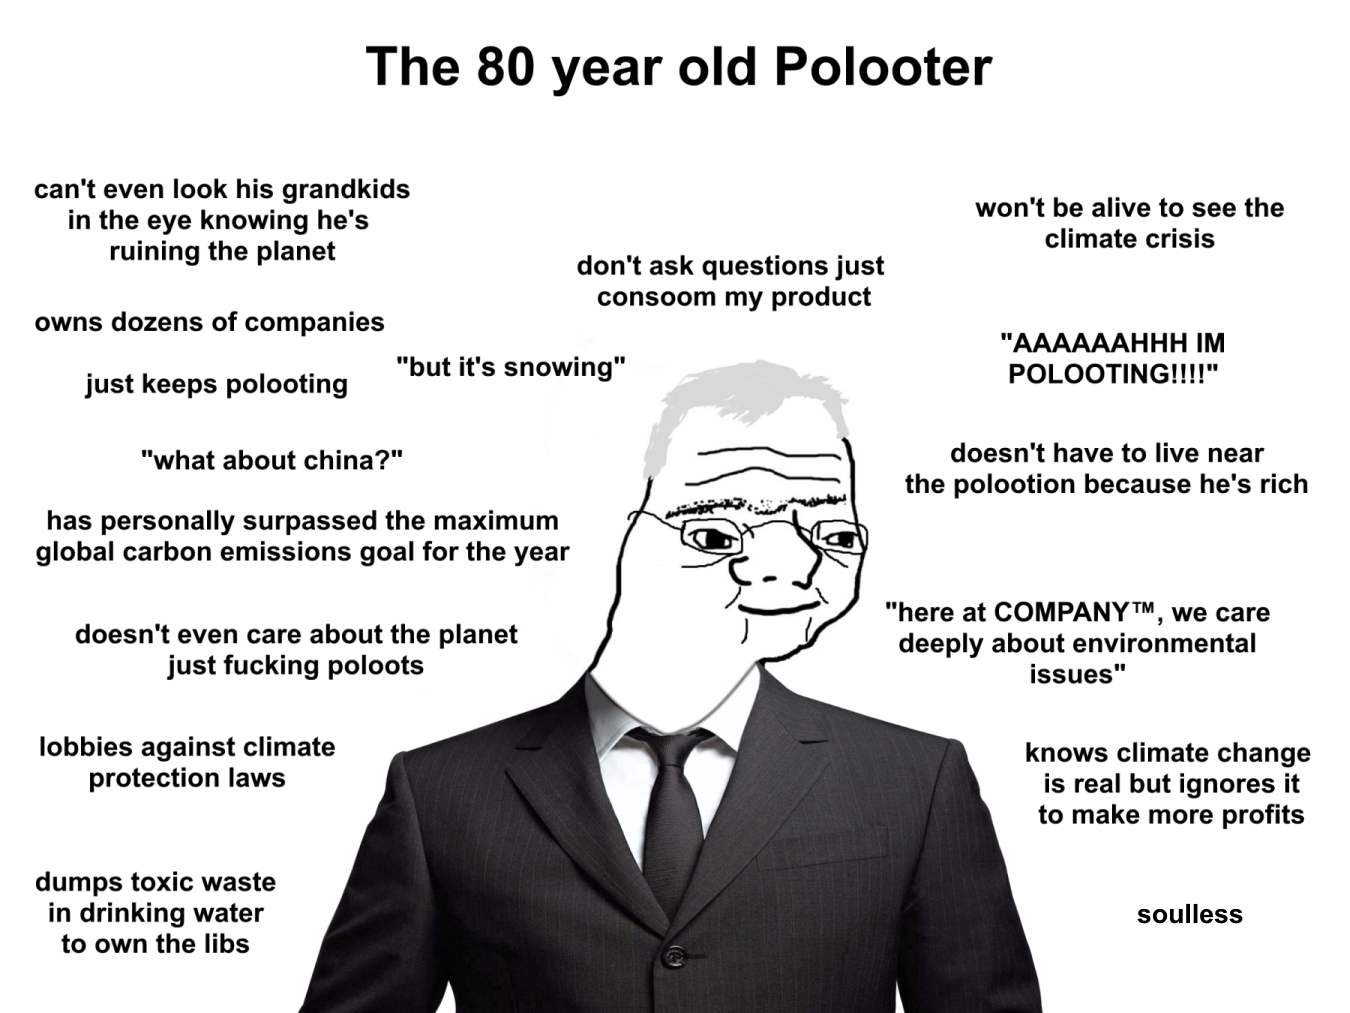 The 80 year old Polooter
can't even look his grandkids
in the eye knowing he's
ruining the planet
won't be alive to see the
climate crisis
don't ask questions just
consoom my product
owns dozens of companies
"but it's snowing"
"AAAAAAHHH IM
POLOOTING!!!!"
just keeps polooting
"what about china?"
doesn't have to live near
the polootion because he's rich
has personally surpassed the maximum
global carbon emissions goal for the year
"here at COMPANY™, we care
deeply about environmental
issues"
doesn't even care about the planet
just fucking poloots
lobbies against climate
protection laws
knows climate change
is real but ignores it
to make more profits
dumps toxic waste
in drinking water
to own the libs
soulless